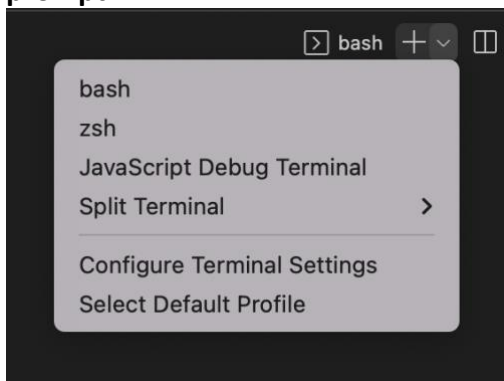 bash
bash
zsh
JavaScript Debug Terminal
Split Terminal
Configure Terminal Settings
Select Default Profile